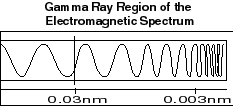 Gamma Ray Region of the
Electromagnetic Spectrum
0.03nm 0.003nm